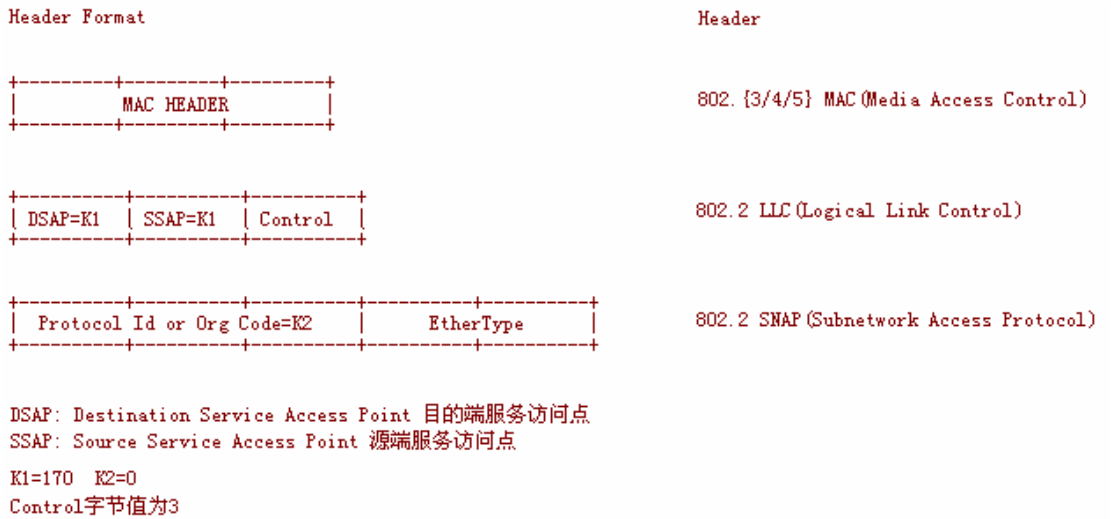 Header Format
Header
+---------+---------+---------+
| MAC HEADER |
+---------+---------+---------+
802.{3/4/5} MAC(Media Access Control)
+----------+----------+----------+
| DSAP=K1 | SSAP=K1 | Control |
+----------+----------+----------+
802.2 LLC(Logical Link Control)
+----------+----------+----------+----------+----------+
| Protocol Id or Org Code=K2 | EtherType |
+----------+----------+----------+----------+----------+
802.2 SNAP(Subnetwork Access Protocol)
DSAP: Destination Service Access Point 目的端服务访问点
SSAP: Source Service Access Point 源端服务访问点
K1=170 K2=0
Control字节值为3